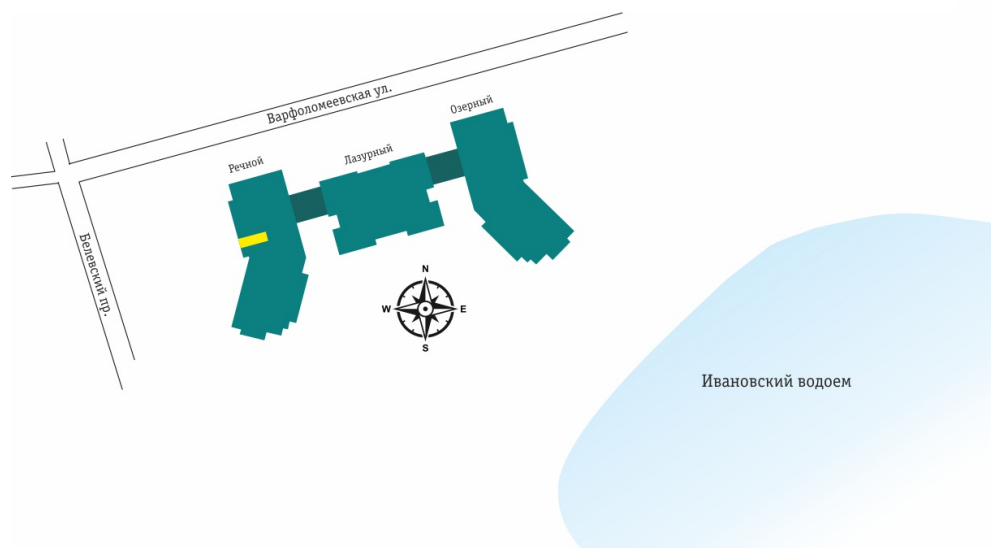 Варфоломеевская ул.
Озерный
Лазурный
Речной
Белевский пр.
N
W
E
S
Ивановский водоем